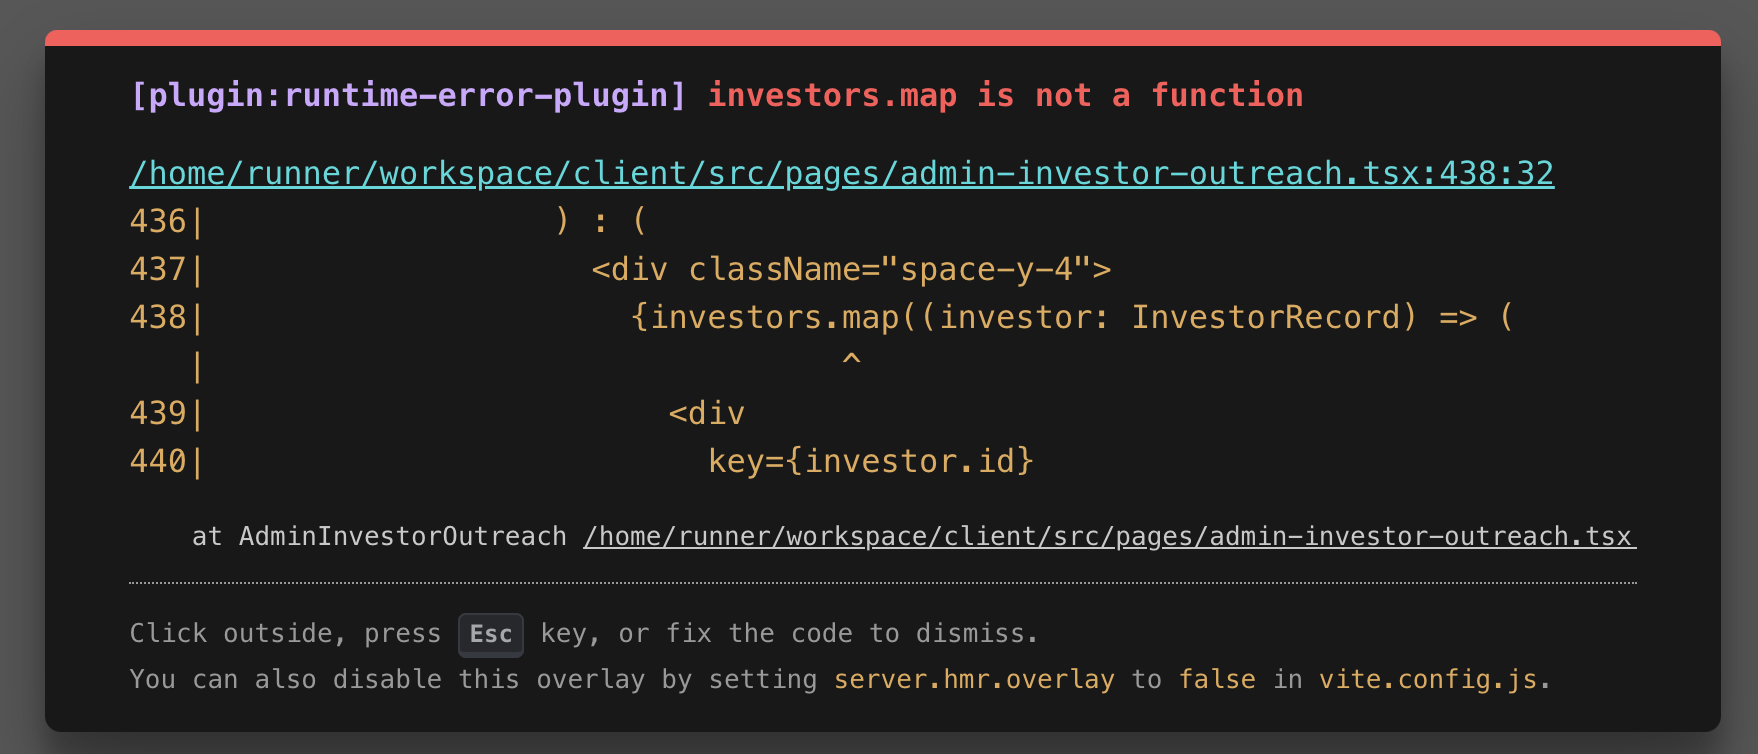 [plugin:runtime-error-plugin] investors.map is not a function
/home/runner/workspace/client/src/pages/admin-investor-outreach.tsx:438:32
436|                  ) : (
437|                    <div className="space-y-4">
438|                      {investors.map((investor: InvestorRecord) => (
   |                                 ^
439|                        <div
440|                          key={investor.id}
at AdminInvestorOutreach /home/runner/workspace/client/src/pages/admin-investor-outreach.tsx
Click outside, press Esc key, or fix the code to dismiss.
You can also disable this overlay by setting server.hmr.overlay to false in vite.config.js.